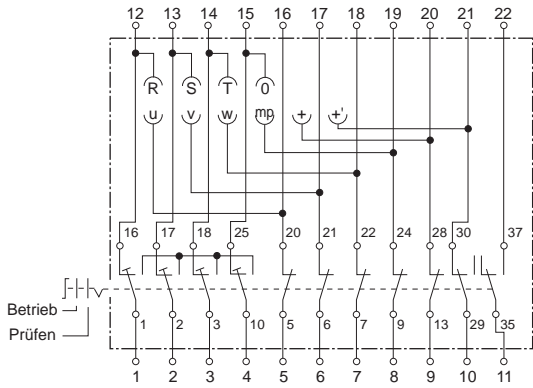 12 13 14 15 16 17 18 19 20 21 22
R S T 0
u v w mp + +'
16 17 18 25 20 21 22 24 28 30 37
Betrieb
Prüfen
1 2 3 10 5 6 7 9 13 29 35
1 2 3 4 5 6 7 8 9 10 11